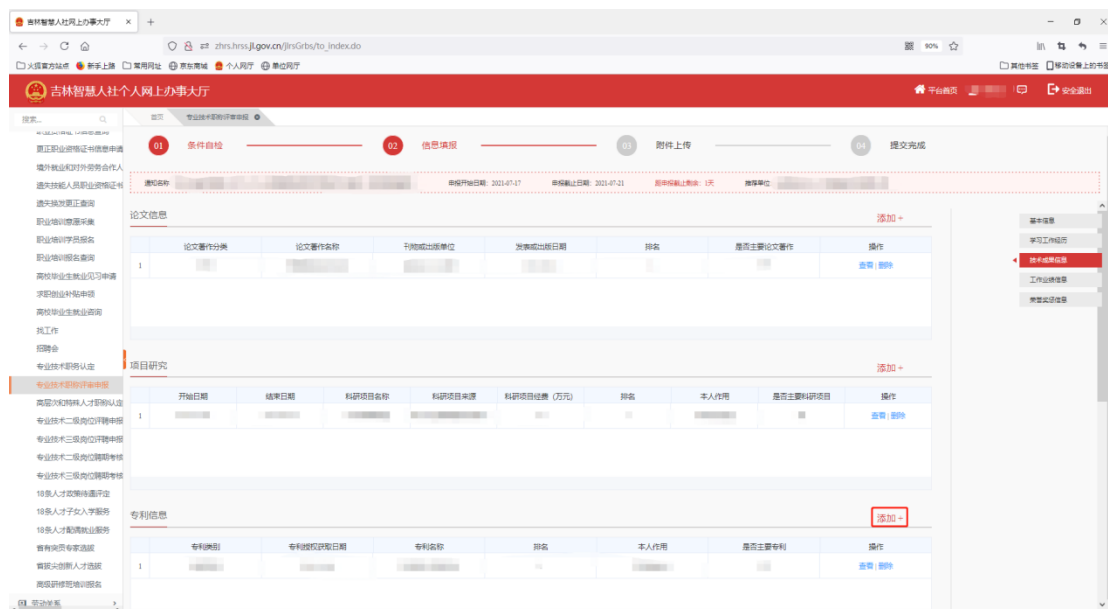 吉林智慧人社网上办事大厅
zhrs.hrss.jl.gov.cn/jlrsGrbs/to_index.do
90%
火狐官方站点 新手上路 常用网址 京东商城 个人网厅 单位网厅 其他书签 移动设备上的书签
吉林智慧人社个人网上办事大厅 平台首页 安全退出
搜索... 首页 专业技术职称评审申报
更正职业资格证书信息申请
境外就业和对外劳务合作人
遗失技能人员职业资格证书
遗失换发更正查询
职业培训意愿采集
职业培训学员报名
职业培训报名查询
高校毕业生就业见习申请
求职创业补贴申领
高校毕业生就业咨询
找工作
招聘会
专业技术职务认定
专业技术职称评审申报
高层次和特殊人才职称认定
专业技术二级岗位评聘申报
专业技术三级岗位评聘申报
专业技术二级岗位聘期考核
专业技术三级岗位聘期考核
18条人才政策待遇评定
18条人才子女入学服务
18条人才配偶就业服务
省有突贡专家选拔
省拔尖创新人才选拔
高级研修班培训报名
劳动关系
01 条件自检 02 信息填报 03 附件上传 04 提交完成
通知名称 申报开始日期: 2021-07-17 申报截止日期: 2021-07-21 距申报截止剩余: 1天 推荐单位
论文信息 添加 +
论文著作分类 论文著作名称 刊物或出版单位 发表或出版日期 排名 是否主要论文著作 操作
1 查看 | 删除
项目研究 添加 +
开始日期 结束日期 科研项目名称 科研项目来源 科研项目经费（万元） 排名 本人作用 是否主要科研项目 操作
1 查看 | 删除
专利信息 添加 +
专利类别 专利授权获取日期 专利名称 排名 本人作用 是否主要专利 操作
1 查看 | 删除
基本信息
学习工作经历
技术成果信息
工作业绩信息
荣誉奖惩信息